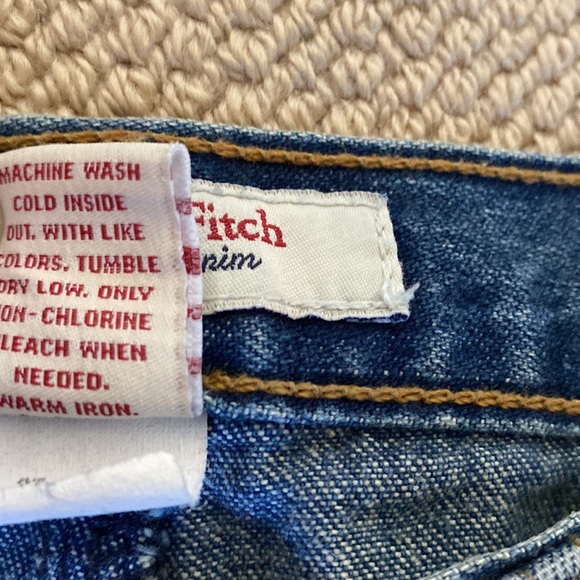 MACHINE WASH
COLD INSIDE
OUT. WITH LIKE
COLORS. TUMBLE
DRY LOW. ONLY
NON-CHLORINE
BLEACH WHEN
NEEDED.
WARM IRON.
Fitch
enim